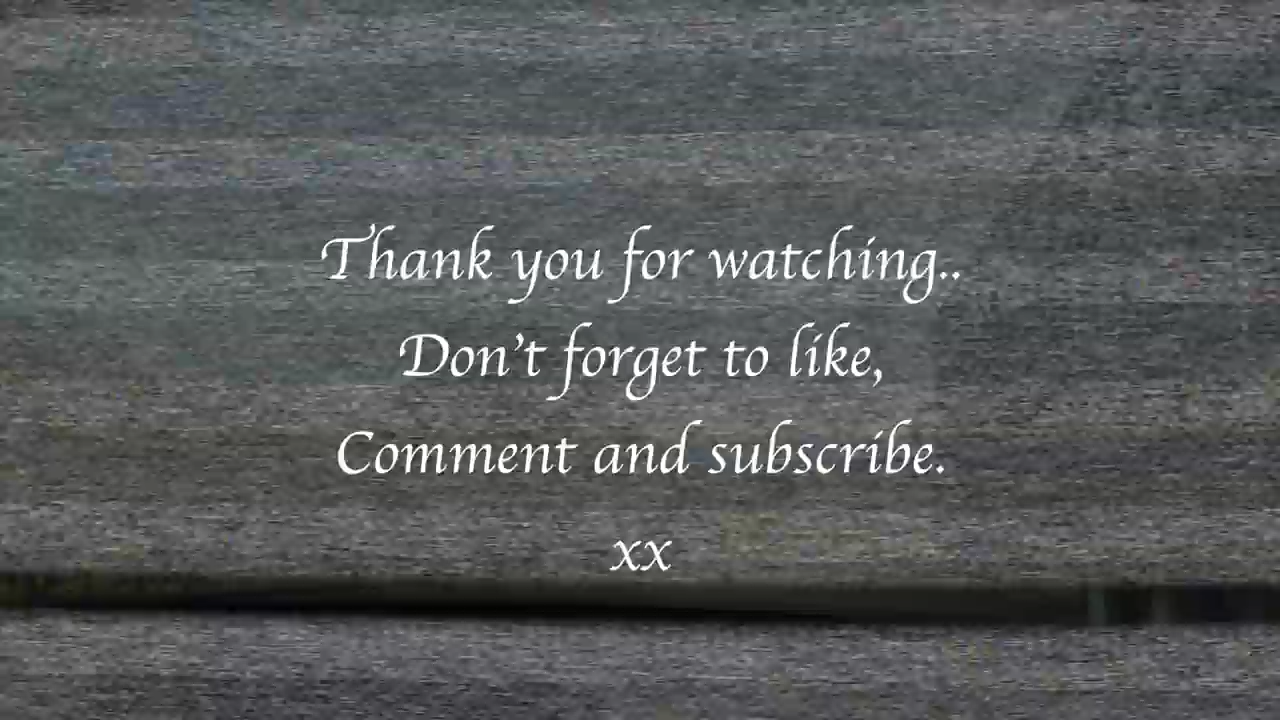 Thank you for watching..
Don't forget to like,
Comment and subscribe.
xx